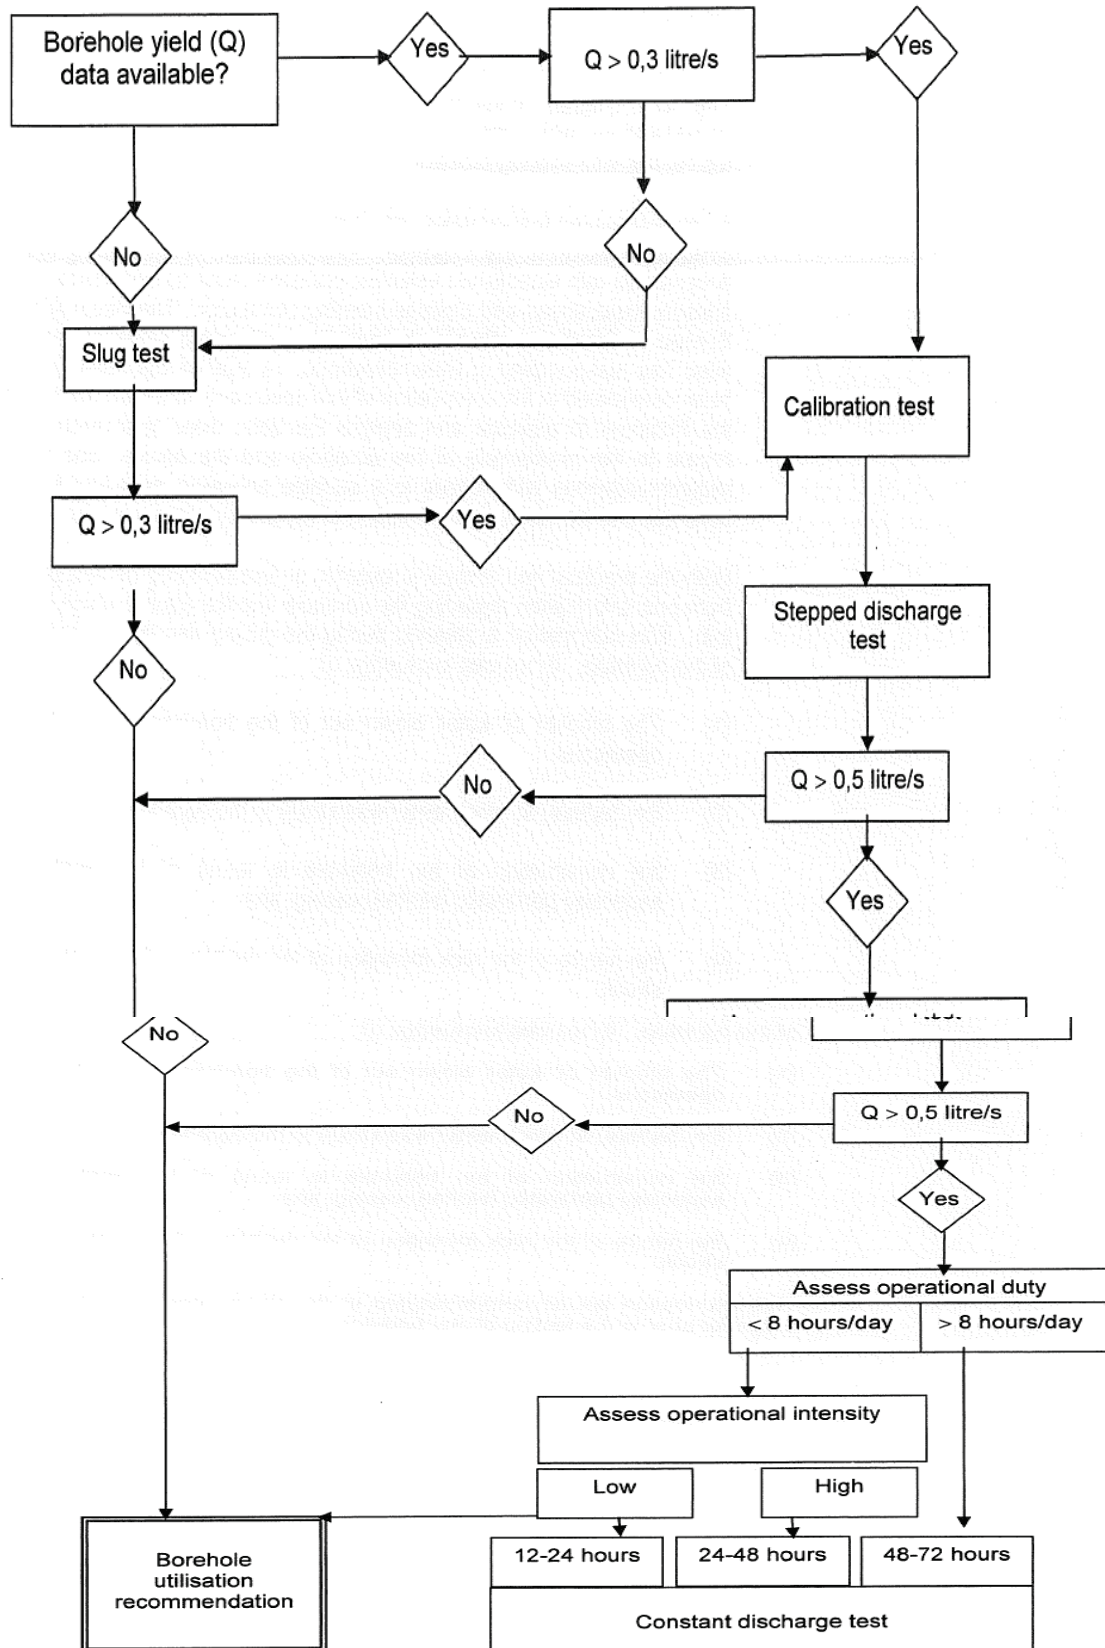 Borehole yield (Q)
data available?
Yes
Q > 0,3 litre/s
Yes
No
No
Slug test
Calibration test
Q > 0,3 litre/s
Yes
Stepped discharge
test
No
Q > 0,5 litre/s
No
Yes
No
Q > 0,5 litre/s
No
Yes
Assess operational duty
< 8 hours/day
> 8 hours/day
Assess operational intensity
Low
High
12-24 hours
24-48 hours
48-72 hours
Borehole
utilisation
recommendation
Constant discharge test